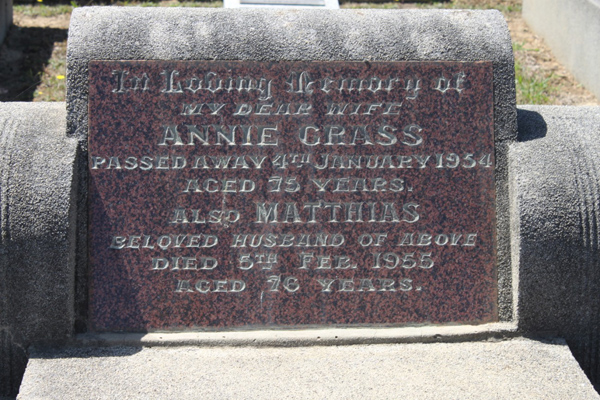 In Loving Memory of
MY DEAR WIFE
ANNIE GRASS
PASSED AWAY 4TH JANUARY 1954
AGED 75 YEARS.
ALSO MATTHIAS
BELOVED HUSBAND OF ABOVE
DIED 5TH FEB. 1955
AGED 76 YEARS.